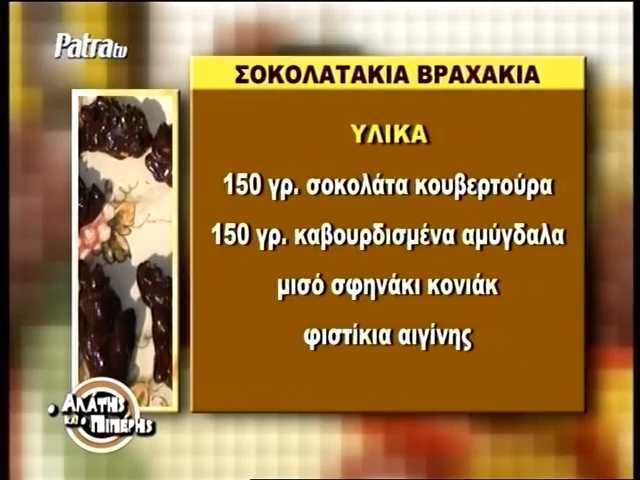 Patra tv
ΣΟΚΟΛΑΤΑΚΙΑ ΒΡΑΧΑΚΙΑ
ΥΛΙΚΑ
150 γρ. σοκολάτα κουβερτούρα
150 γρ. καβουρδισμένα αμύγδαλα
μισό σφηνάκι κονιάκ
φιστίκια αιγίνης
ο Αλάτης
και ο Πιπέρης